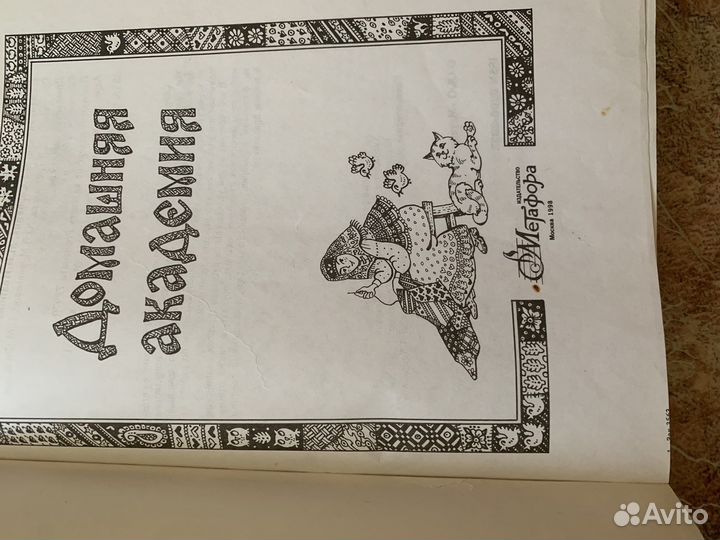 Домашняя
академия
издательство
Метафора
Москва 1998
Avito